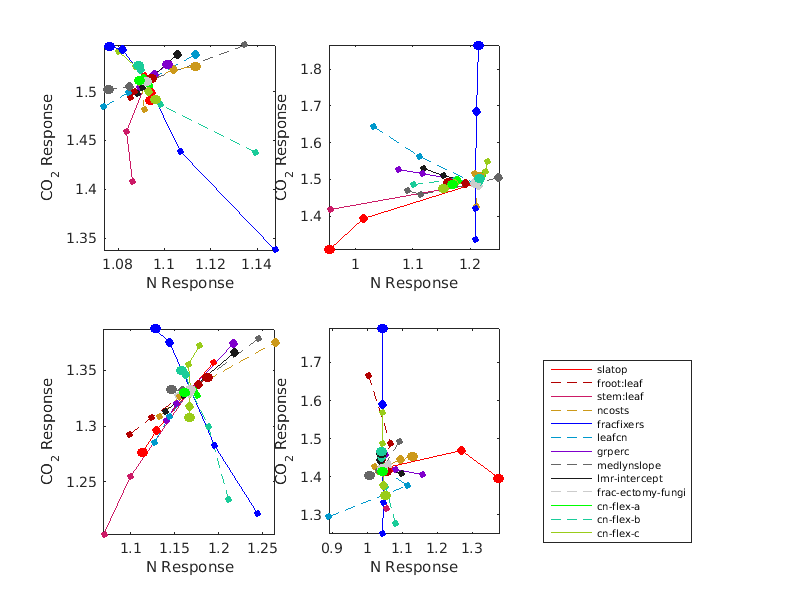 1.5
1.45
1.4
1.35
CO2 Response
1.08 1.1 1.12 1.14
N Response
1.8
1.7
1.6
1.5
1.4
CO2 Response
1 1.1 1.2
N Response
1.35
1.3
1.25
CO2 Response
1.1 1.15 1.2 1.25
N Response
1.7
1.6
1.5
1.4
1.3
CO2 Response
0.9 1 1.1 1.2 1.3
N Response
slatop
froot:leaf
stem:leaf
ncosts
fracfixers
leafcn
grperc
medlynslope
lmr-intercept
frac-ectomy-fungi
cn-flex-a
cn-flex-b
cn-flex-c